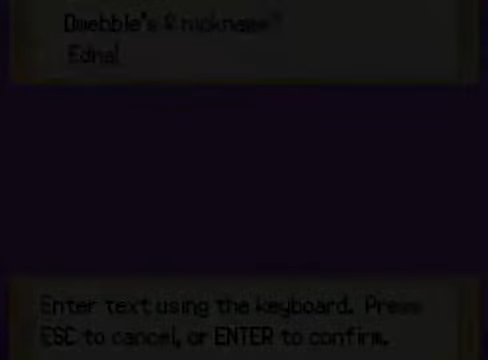 Dwebble's ♀ nickname?
Edna|
Enter text using the keyboard. Press
ESC to cancel, or ENTER to confirm.